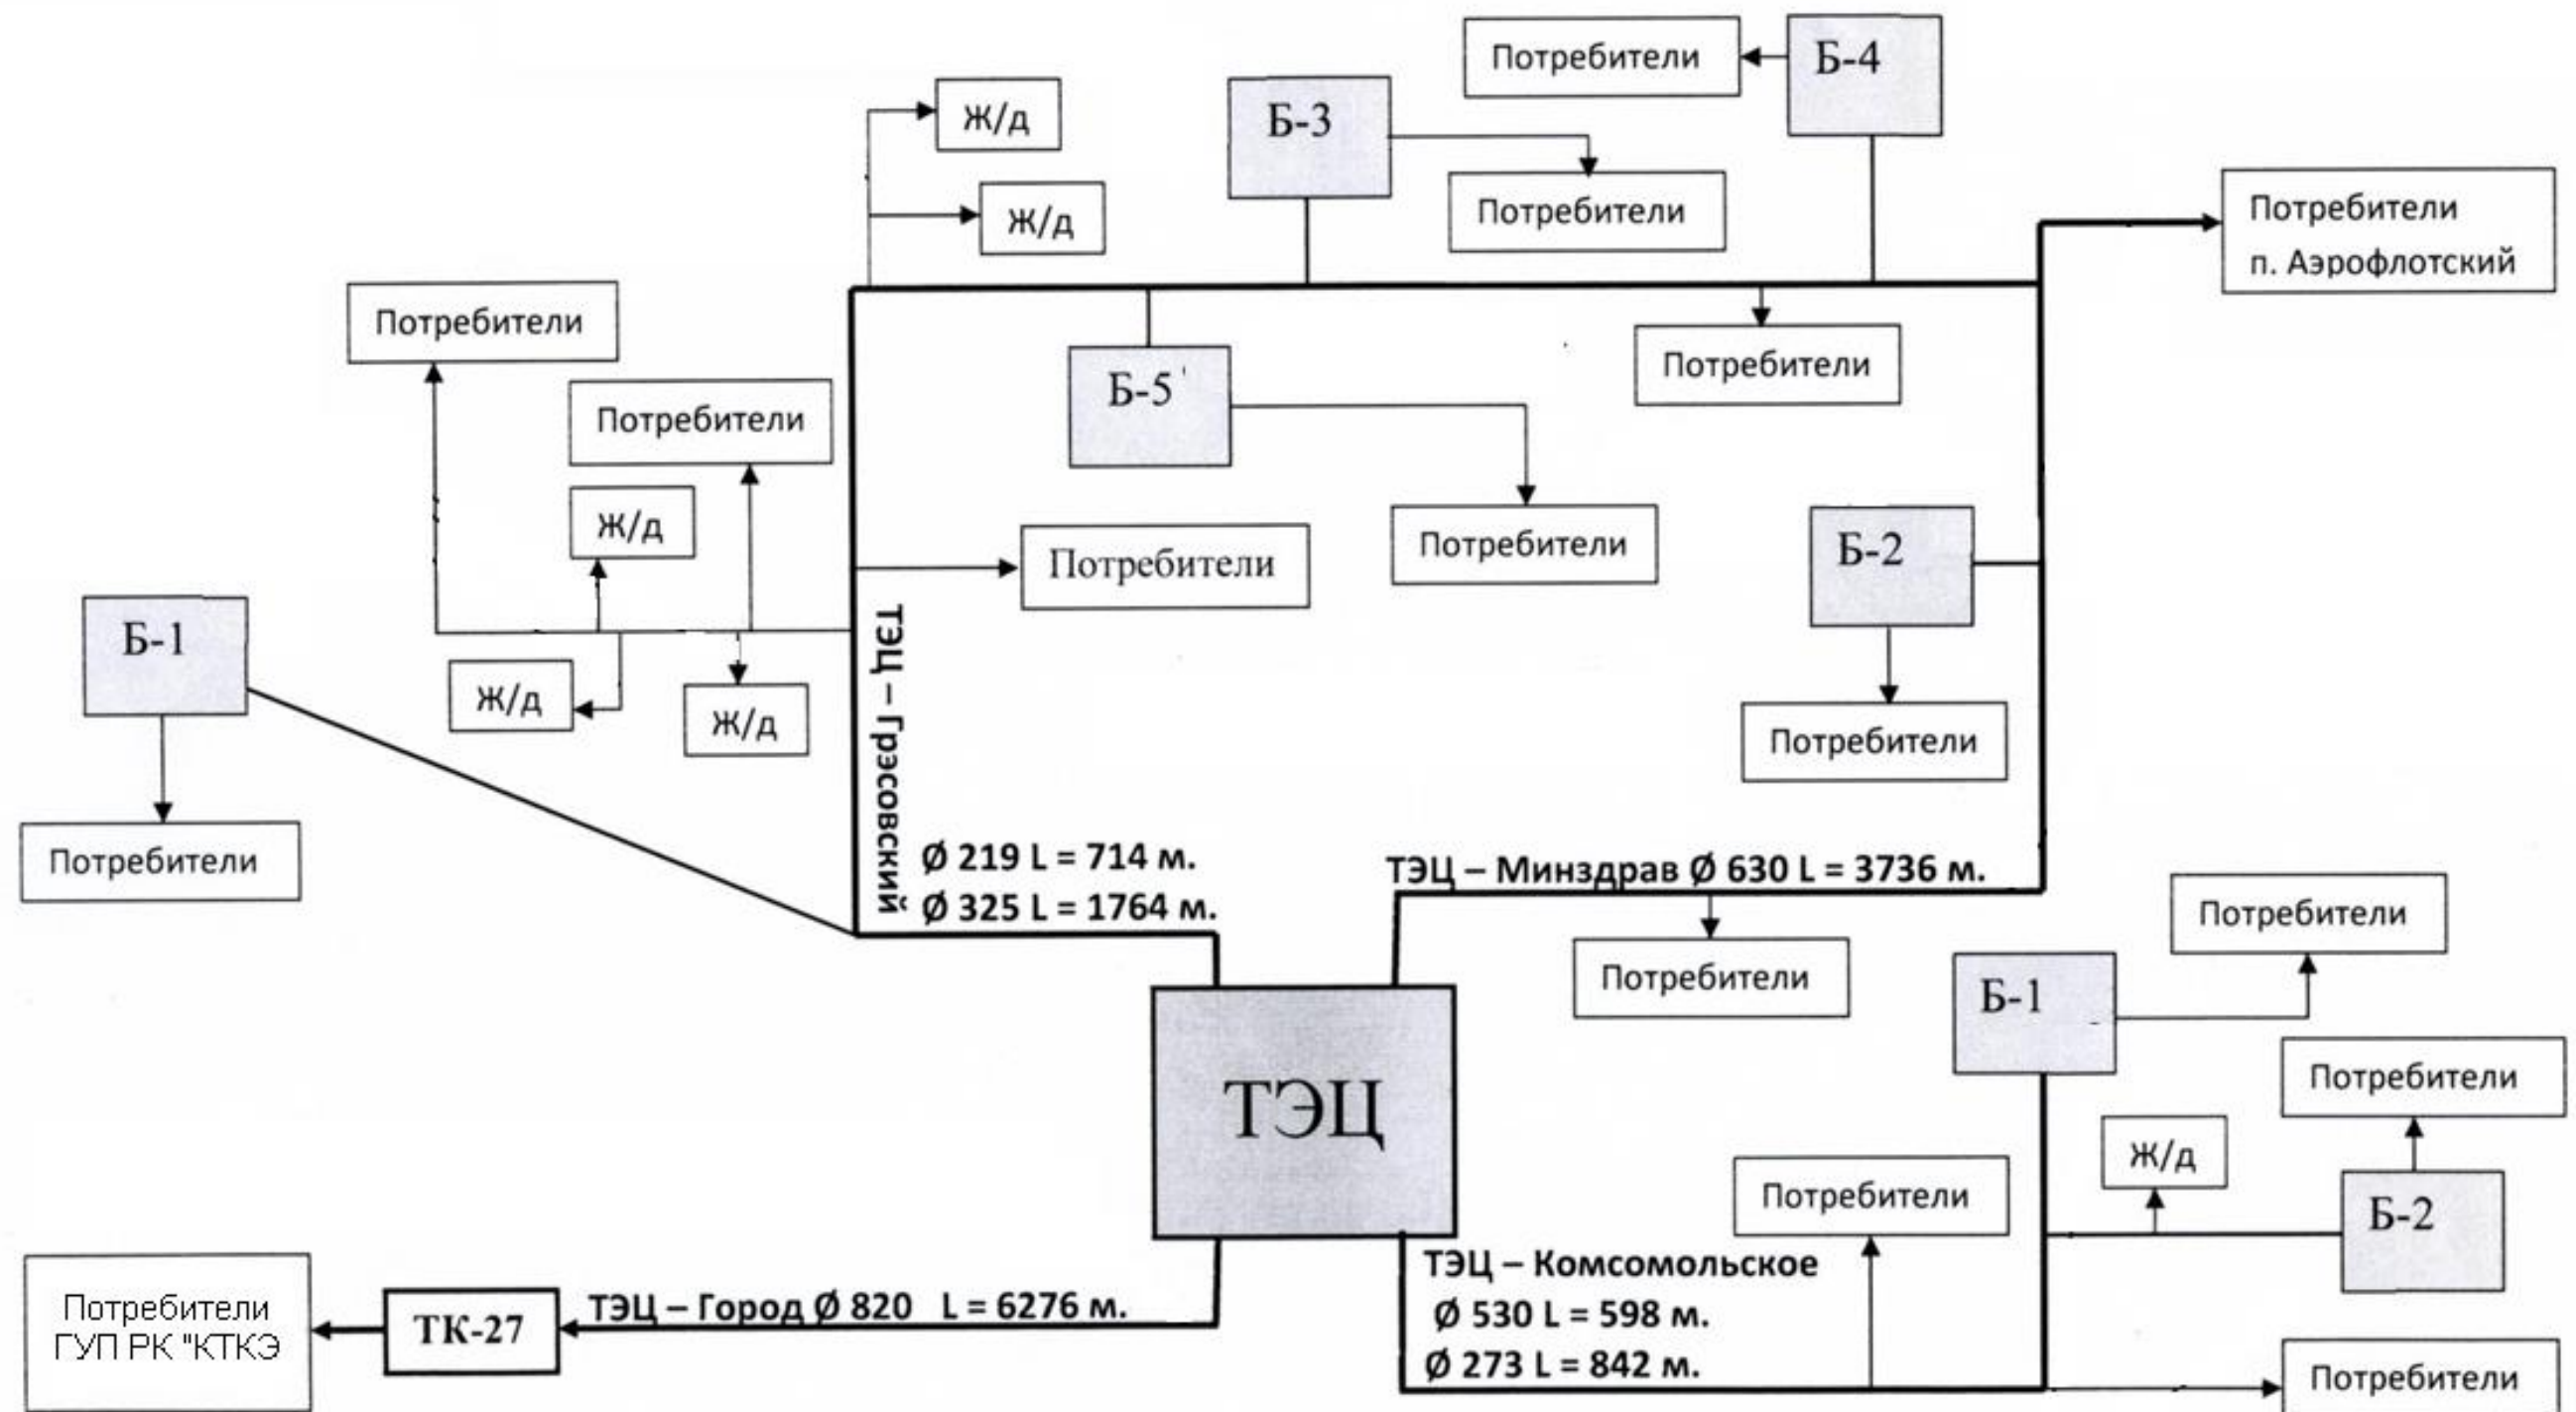 Потребители
Б-4
Ж/д
Б-3
Ж/д
Потребители
Потребители
п. Аэрофлотский
Потребители
Потребители
Б-5
Потребители
Потребители
Ж/д
Потребители
Потребители
Б-2
Б-1
Ж/д
Ж/д
ТЭЦ – Грэсовский
Потребители
Потребители
Ø 219 L = 714 м.
Ø 325 L = 1764 м.
ТЭЦ – Минздрав Ø 630 L = 3736 м.
Потребители
Потребители
Б-1
ТЭЦ
Потребители
Ж/д
Потребители
Б-2
ТЭЦ – Комсомольское
Ø 530 L = 598 м.
Ø 273 L = 842 м.
ТЭЦ – Город Ø 820 L = 6276 м.
ТК-27
Потребители
ГУП РК "КТКЭ
Потребители